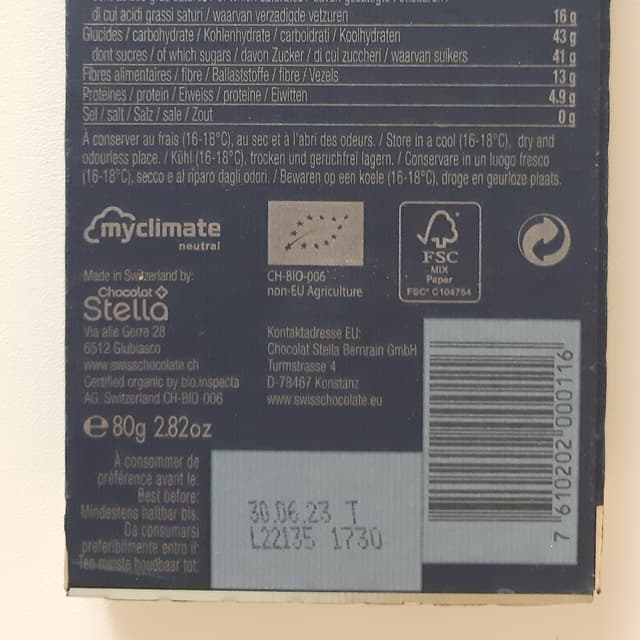 di cui acidi grassi saturi / waarvan verzadigde vetzuren 16 g
Glucides / carbohydrate / Kohlenhydrate / carboidrati / Koolhydraten 43 g
dont sucres / of which sugars / davon Zucker / di cui zuccheri / waarvan suikers 41 g
Fibres alimentaires / fibre / Ballaststoffe / fibre / Vezels 13 g
Protéines / protein / Eiweiss / proteine / Eiwitten 4.9 g
Sel / salt / Salz / sale / Zout 0 g
À conserver au frais (16-18°C), au sec et à l'abri des odeurs. / Store in a cool (16-18°C), dry and
odourless place. / Kühl (16-18°C), trocken und geruchfrei lagern. / Conservare in un luogo fresco
(16-18°C), secco e al riparo dagli odori. / Bewaren op een koele (16-18°C), droge en geurloze plaats.
myclimate
neutral
CH-BIO-006
non-EU Agriculture
FSC
MIX
Paper
FSC® C104754
Made in Switzerland by:
Chocolat
Stella
Via alle Gerre 28
6512 Giubiasco
www.swisschocolate.ch
Certified organic by bio.inspecta
AG. Switzerland CH-BIO-006
Kontaktadresse EU:
Chocolat Stella Bernrain GmbH
Turmstrasse 4
D-78467 Konstanz
www.swisschocolate.eu
℮ 80g 2.82oz
À consommer de
préférence avant le:
Best before:
Mindestens haltbar bis:
Da consumarsi
preferibilmente entro il:
Ten minste houdbaar tot:
30.06.23 T
L22135 1730
7 610202 000116